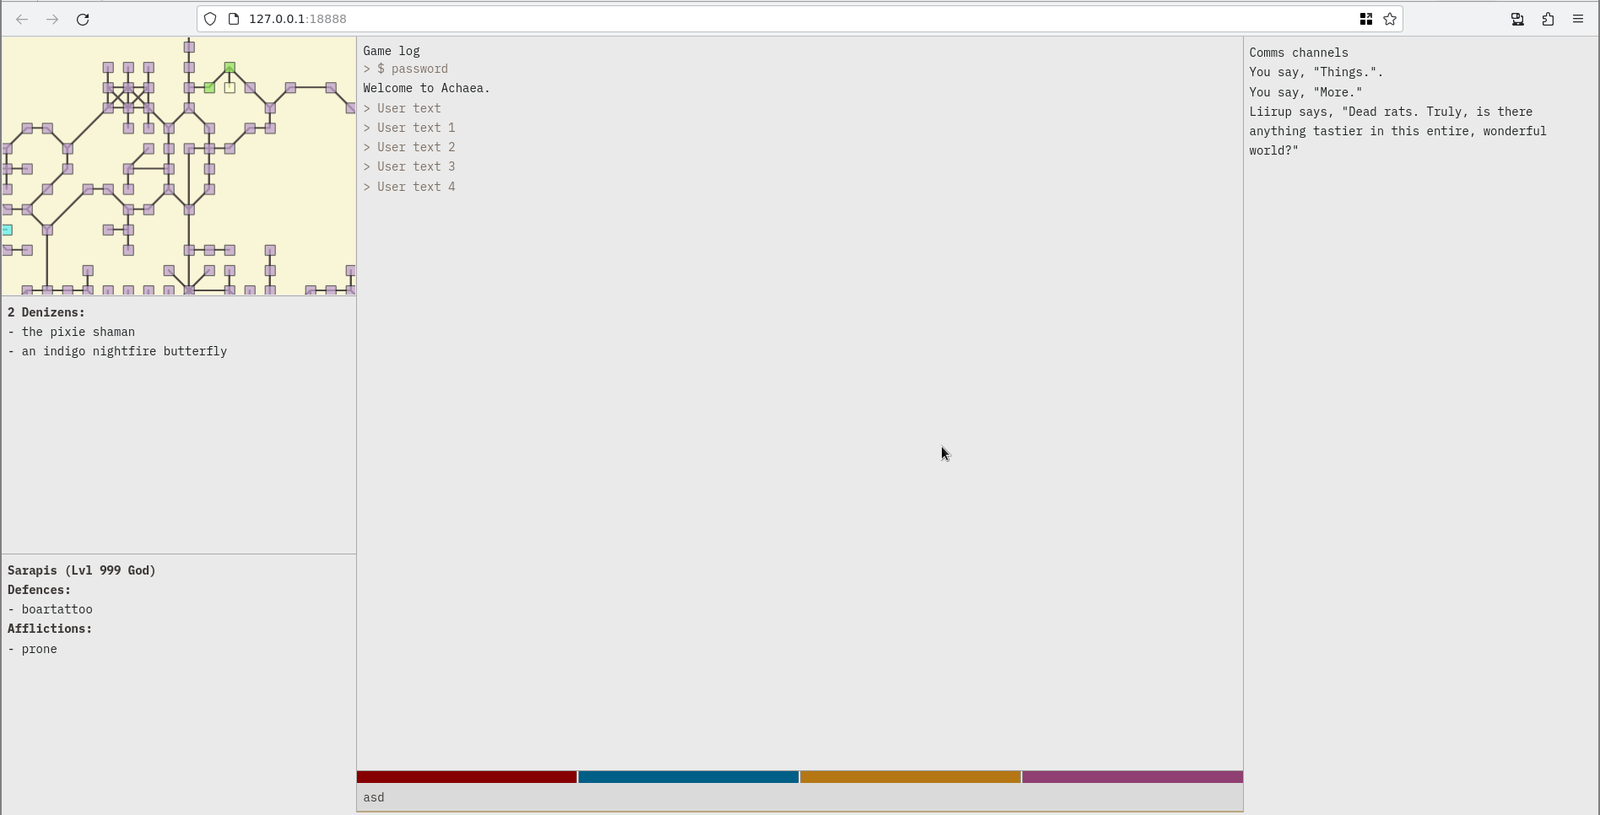 127.0.0.1:18888
2 Denizens:
- the pixie shaman
- an indigo nightfire butterfly
Sarapis (Lvl 999 God)
Defences:
- boartattoo
Afflictions:
- prone
Game log
> $ password
Welcome to Achaea.
> User text
> User text 1
> User text 2
> User text 3
> User text 4
asd
Comms channels
You say, "Things.".
You say, "More."
Liirup says, "Dead rats. Truly, is there
anything tastier in this entire, wonderful
world?"